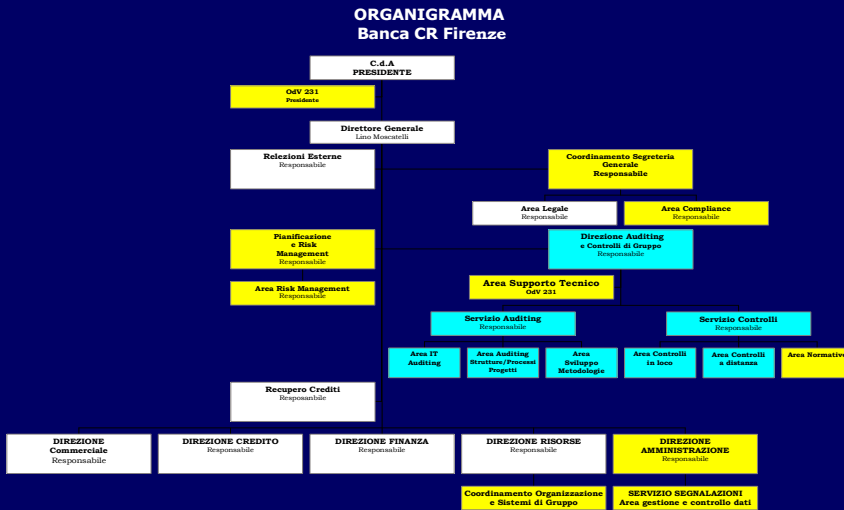 ORGANIGRAMMA
Banca CR Firenze
C.d.A
PRESIDENTE
OdV 231
Presidente
Direttore Generale
Lino Moscatelli
Relezioni Esterne
Responsabile
Coordinamento Segreteria
Generale
Responsabile
Area Legale
Responsabile
Area Compliance
Responsabile
Pianificazione
e Risk
Management
Responsabile
Direzione Auditing
e Controlli di Gruppo
Responsabile
Area Risk Management
Responsabile
Area Supporto Tecnico
OdV 231
Servizio Auditing
Responsabile
Servizio Controlli
Responsabile
Area IT
Auditing
Area Auditing
Strutture/Processi
Progetti
Area
Sviluppo
Metodologie
Area Controlli
in loco
Area Controlli
a distanza
Area Normative
Recupero Crediti
Resposanbile
DIREZIONE
Commerciale
Responsabile
DIREZIONE CREDITO
Responsabile
DIREZIONE FINANZA
Responsabile
DIREZIONE RISORSE
Responsabile
DIREZIONE
AMMINISTRAZIONE
Responsabile
Coordinamento Organizzazione
e Sistemi di Gruppo
SERVIZIO SEGNALAZIONI
Area gestione e controllo dati